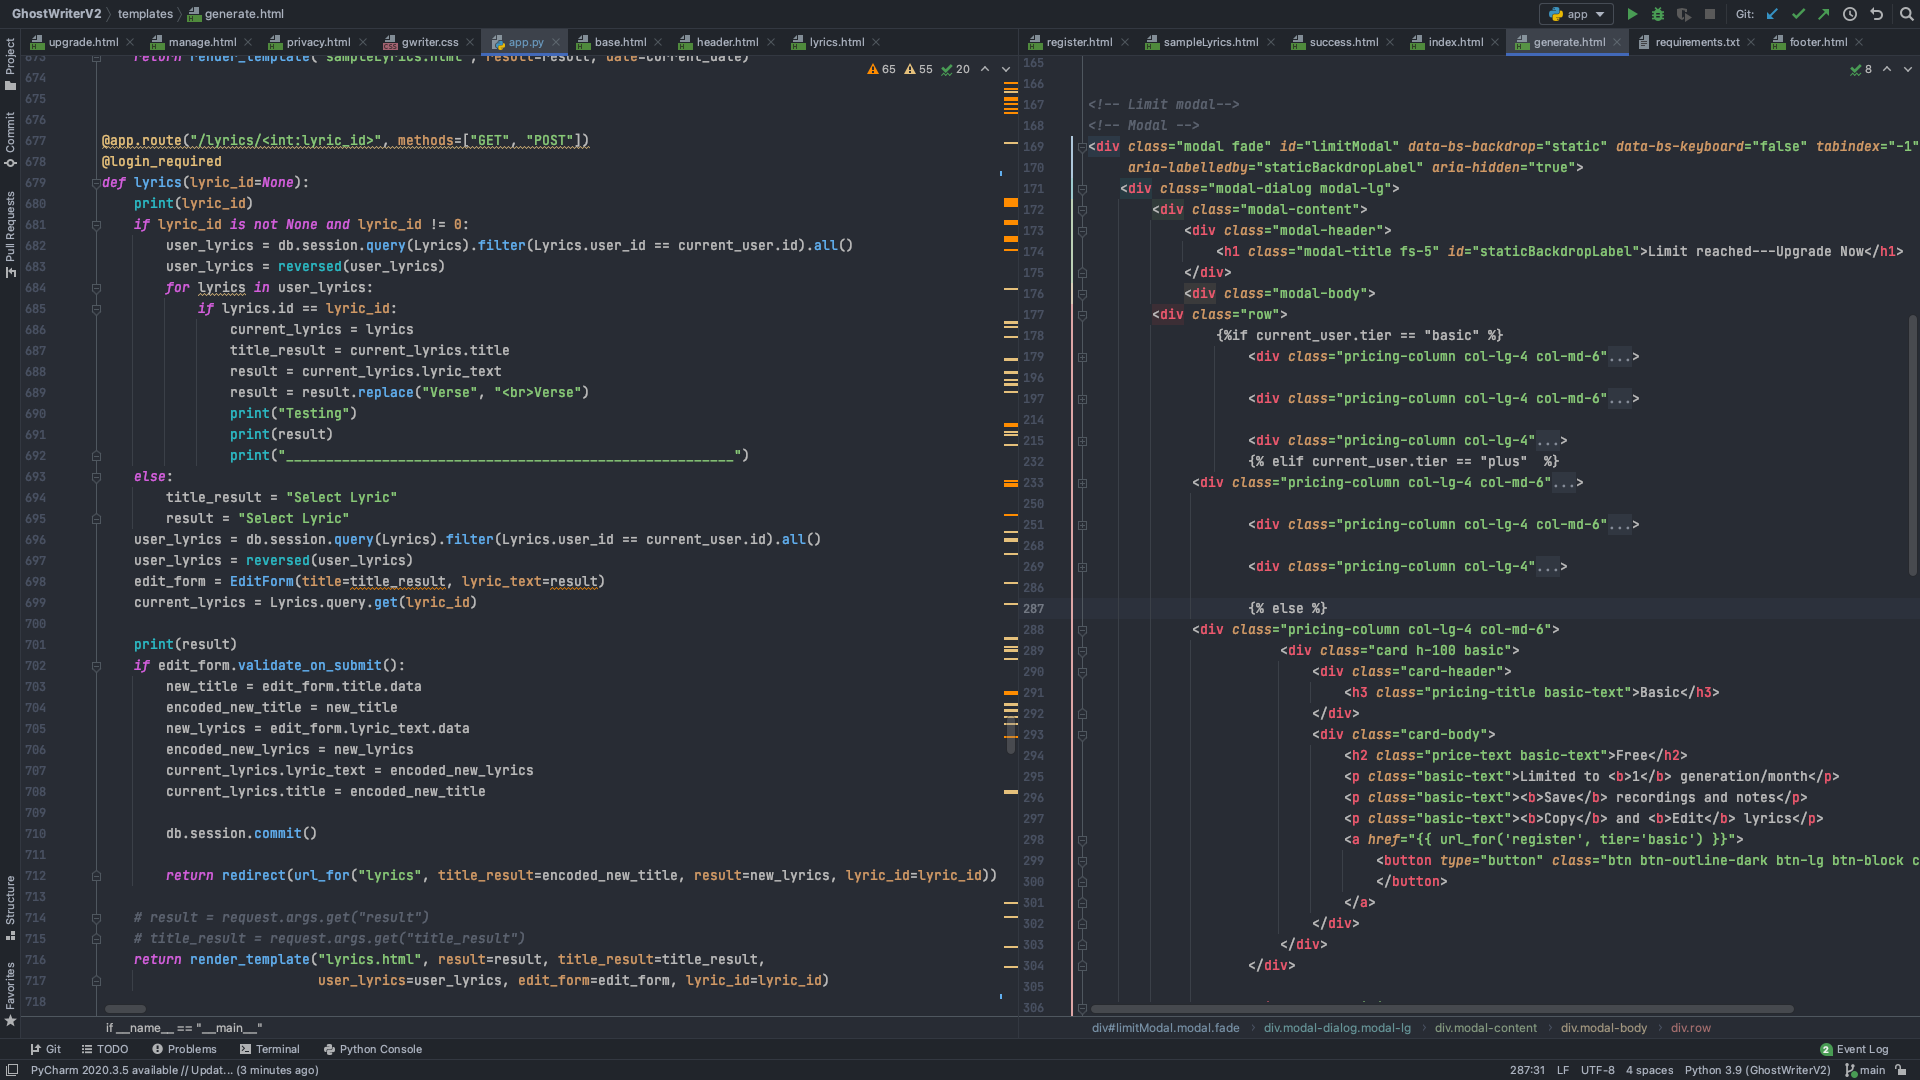 GhostWriterV2 > templates > generate.html
app
Git:
upgrade.html
manage.html
privacy.html
gwriter.css
app.py
base.html
header.html
lyrics.html
register.html
sampleLyrics.html
success.html
index.html
generate.html
requirements.txt
footer.html
Project
Commit
Pull Requests
Structure
Favorites
65 55 20
673 return render_template("sampleLyrics.html", result=result, date=current_date)
674
675
676
677 @app.route("/lyrics/<int:lyric_id>", methods=["GET", "POST"])
678 @login_required
679 def lyrics(lyric_id=None):
680 print(lyric_id)
681 if lyric_id is not None and lyric_id != 0:
682 user_lyrics = db.session.query(Lyrics).filter(Lyrics.user_id == current_user.id).all()
683 user_lyrics = reversed(user_lyrics)
684 for lyrics in user_lyrics:
685 if lyrics.id == lyric_id:
686 current_lyrics = lyrics
687 title_result = current_lyrics.title
688 result = current_lyrics.lyric_text
689 result = result.replace("Verse", "<br>Verse")
690 print("Testing")
691 print(result)
692 print("________________________________________________________")
693 else:
694 title_result = "Select Lyric"
695 result = "Select Lyric"
696 user_lyrics = db.session.query(Lyrics).filter(Lyrics.user_id == current_user.id).all()
697 user_lyrics = reversed(user_lyrics)
698 edit_form = EditForm(title=title_result, lyric_text=result)
699 current_lyrics = Lyrics.query.get(lyric_id)
700
701 print(result)
702 if edit_form.validate_on_submit():
703 new_title = edit_form.title.data
704 encoded_new_title = new_title
705 new_lyrics = edit_form.lyric_text.data
706 encoded_new_lyrics = new_lyrics
707 current_lyrics.lyric_text = encoded_new_lyrics
708 current_lyrics.title = encoded_new_title
709
710 db.session.commit()
711
712 return redirect(url_for("lyrics", title_result=encoded_new_title, result=new_lyrics, lyric_id=lyric_id))
713
714 # result = request.args.get("result")
715 # title_result = request.args.get("title_result")
716 return render_template("lyrics.html", result=result, title_result=title_result,
717 user_lyrics=user_lyrics, edit_form=edit_form, lyric_id=lyric_id)
718
if __name__ == "__main__"
8
165
166
167 <!-- Limit modal-->
168 <!-- Modal -->
169 <div class="modal fade" id="limitModal" data-bs-backdrop="static" data-bs-keyboard="false" tabindex="-1"
170 aria-labelledby="staticBackdropLabel" aria-hidden="true">
171 <div class="modal-dialog modal-lg">
172 <div class="modal-content">
173 <div class="modal-header">
174 <h1 class="modal-title fs-5" id="staticBackdropLabel">Limit reached---Upgrade Now</h1>
175 </div>
176 <div class="modal-body">
177 <div class="row">
178 {%if current_user.tier == "basic" %}
179 <div class="pricing-column col-lg-4 col-md-6"...>
196
197 <div class="pricing-column col-lg-4 col-md-6"...>
214
215 <div class="pricing-column col-lg-4"...>
232 {% elif current_user.tier == "plus"  %}
233 <div class="pricing-column col-lg-4 col-md-6"...>
250
251 <div class="pricing-column col-lg-4 col-md-6"...>
268
269 <div class="pricing-column col-lg-4"...>
286
287 {% else %}
288 <div class="pricing-column col-lg-4 col-md-6">
289 <div class="card h-100 basic">
290 <div class="card-header">
291 <h3 class="pricing-title basic-text">Basic</h3>
292 </div>
293 <div class="card-body">
294 <h2 class="price-text basic-text">Free</h2>
295 <p class="basic-text">Limited to <b>1</b> generation/month</p>
296 <p class="basic-text"><b>Save</b> recordings and notes</p>
297 <p class="basic-text"><b>Copy</b> and <b>Edit</b> lyrics</p>
298 <a href="{{ url_for('register', tier='basic') }}">
299 <button type="button" class="btn btn-outline-dark btn-lg btn-block c
300 </button>
301 </a>
302 </div>
303 </div>
304 </div>
305
306
div#limitModal.modal.fade > div.modal-dialog.modal-lg > div.modal-content > div.modal-body > div.row
Git
TODO
Problems
Terminal
Python Console
2 Event Log
PyCharm 2020.3.5 available // Updat... (3 minutes ago)
287:31 LF UTF-8 4 spaces Python 3.9 (GhostWriterV2) main